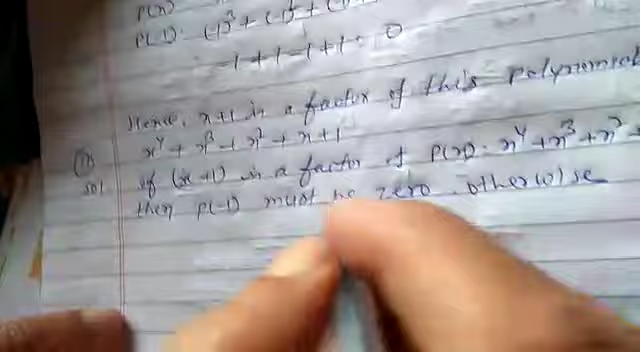 P(x)
P(-1) = (-1)³ + (-1)² +
-1 + 1 - 1 + 1 = 0
Hence, x+1 is a factor of this polynomial
(ii) x⁴ + x³ + x² + x + 1
Sol if (x+1) is a factor of p(x) = x⁴ + x³ + x² +
then p(-1) must be zero otherwise